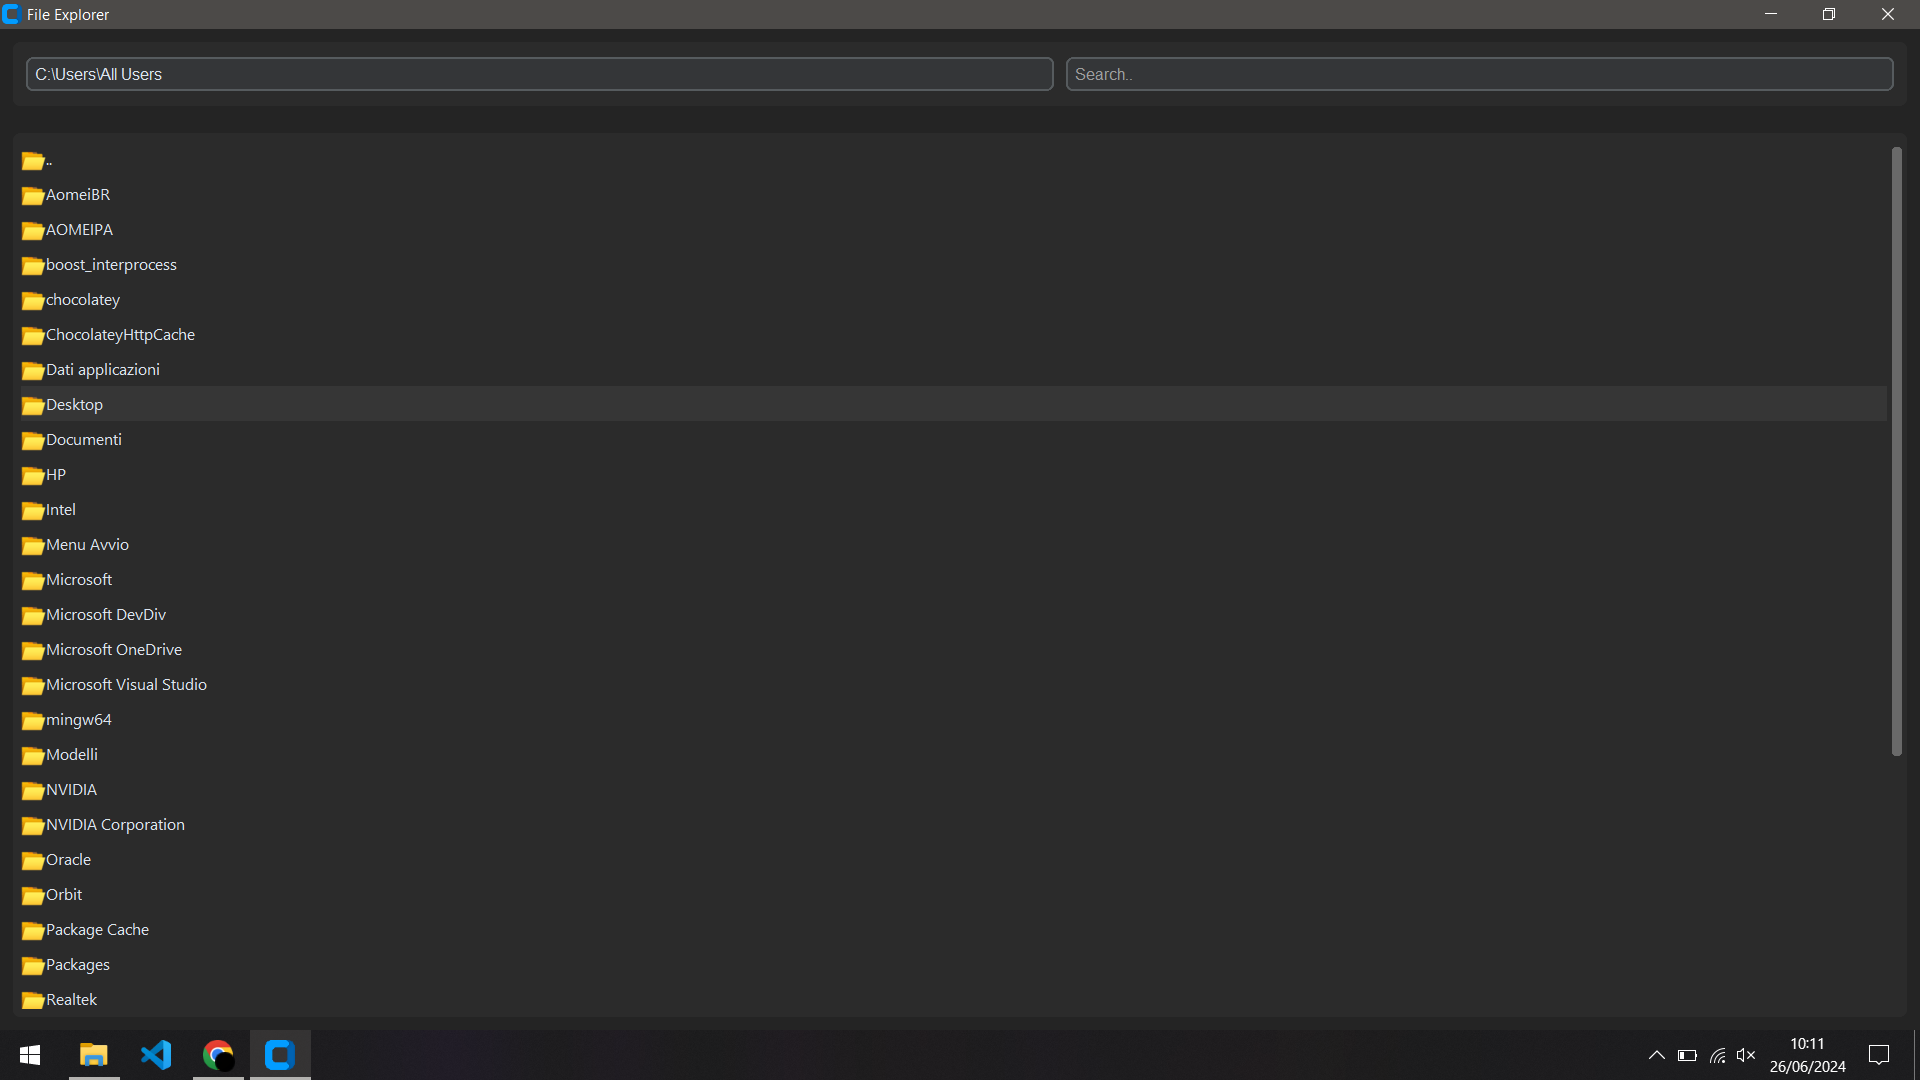 File Explorer
C:\Users\All Users
Search..
..
AomeiBR
AOMEIPA
boost_interprocess
chocolatey
ChocolateyHttpCache
Dati applicazioni
Desktop
Documenti
HP
Intel
Menu Avvio
Microsoft
Microsoft DevDiv
Microsoft OneDrive
Microsoft Visual Studio
mingw64
Modelli
NVIDIA
NVIDIA Corporation
Oracle
Orbit
Package Cache
Packages
Realtek
10:11
26/06/2024